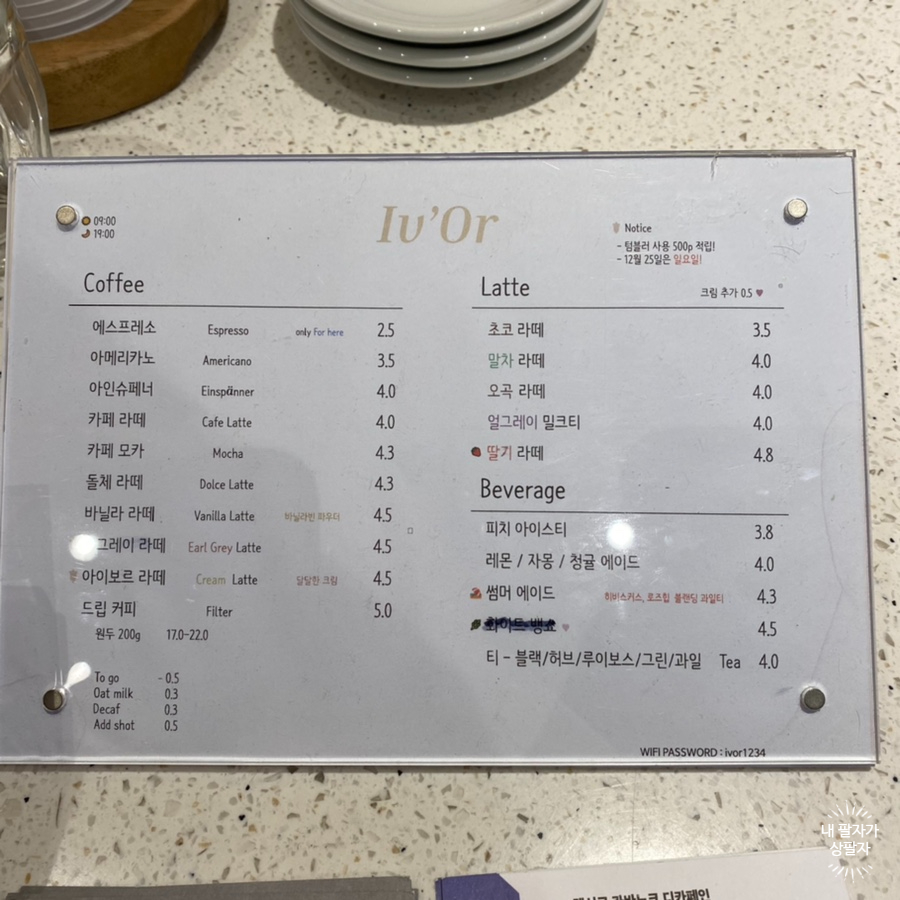 Iv'Or
09:00
19:00
Notice
- 텀블러 사용 500p 적립!
- 12월 25일은 일요일!
Coffee
에스프레소 Espresso only For here 2.5
아메리카노 Americano 3.5
아인슈페너 Einspänner 4.0
카페 라떼 Cafe Latte 4.0
카페 모카 Mocha 4.3
돌체 라떼 Dolce Latte 4.3
바닐라 라떼 Vanilla Latte 바닐라빈 파우더 4.5
그레이 라떼 Earl Grey Latte 4.5
아이보르 라떼 Cream Latte 달달한 크림 4.5
드립 커피 Filter 5.0
원두 200g 17.0-22.0
To go - 0.5
Oat milk 0.3
Decaf 0.3
Add shot 0.5
Latte 크림 추가 0.5 ♥
초코 라떼 3.5
말차 라떼 4.0
오곡 라떼 4.0
얼그레이 밀크티 4.0
딸기 라떼 4.8
Beverage
피치 아이스티 3.8
레몬 / 자몽 / 청귤 에이드 4.0
썸머 에이드 히비스커스, 로즈힙 블랜딩 과일티 4.3
화이트 뱅쇼 ♥ 4.5
티 - 블랙/허브/루이보스/그린/과일 Tea 4.0
WIFI PASSWORD : ivor1234
내 팔자가
상팔자
디카페인